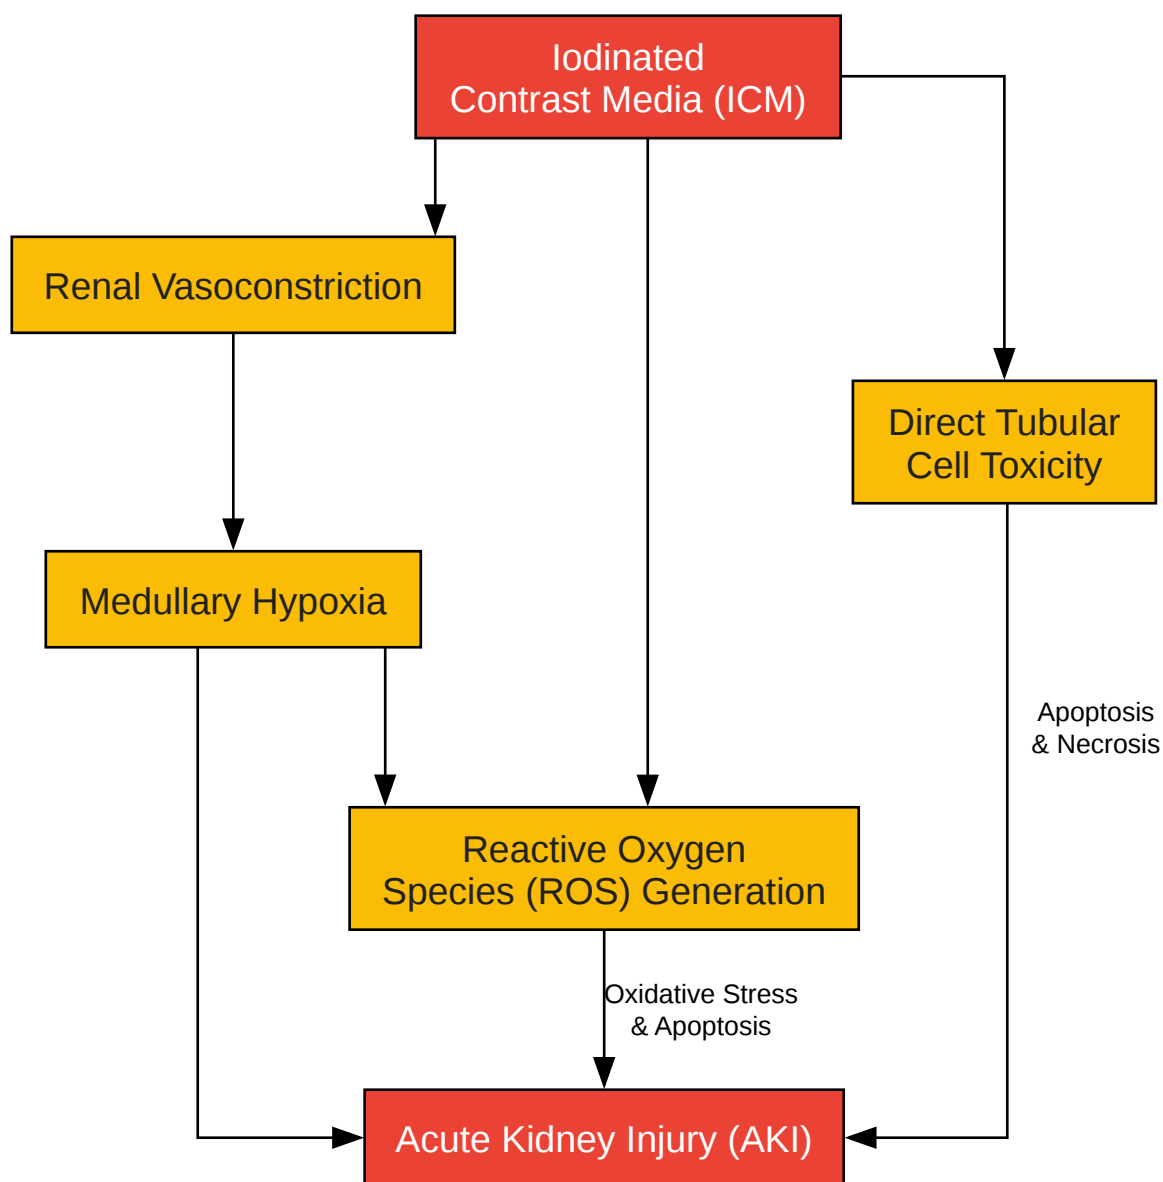 Iodinated
Contrast Media (ICM)
Renal Vasoconstriction
Direct Tubular
Cell Toxicity
Medullary Hypoxia
Apoptosis
& Necrosis
Reactive Oxygen
Species (ROS) Generation
Oxidative Stress
& Apoptosis
Acute Kidney Injury (AKI)